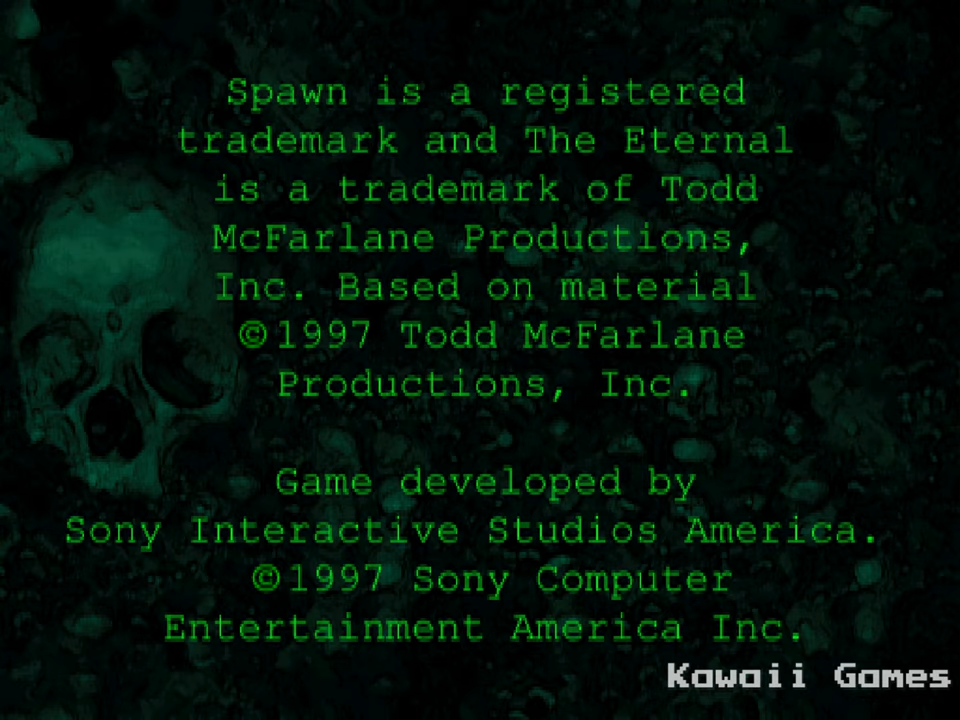 Spawn is a registered
trademark and The Eternal
is a trademark of Todd
McFarlane Productions,
Inc. Based on material
©1997 Todd McFarlane
Productions, Inc.
Game developed by
Sony Interactive Studios America.
©1997 Sony Computer
Entertainment America Inc.
Kawaii Games